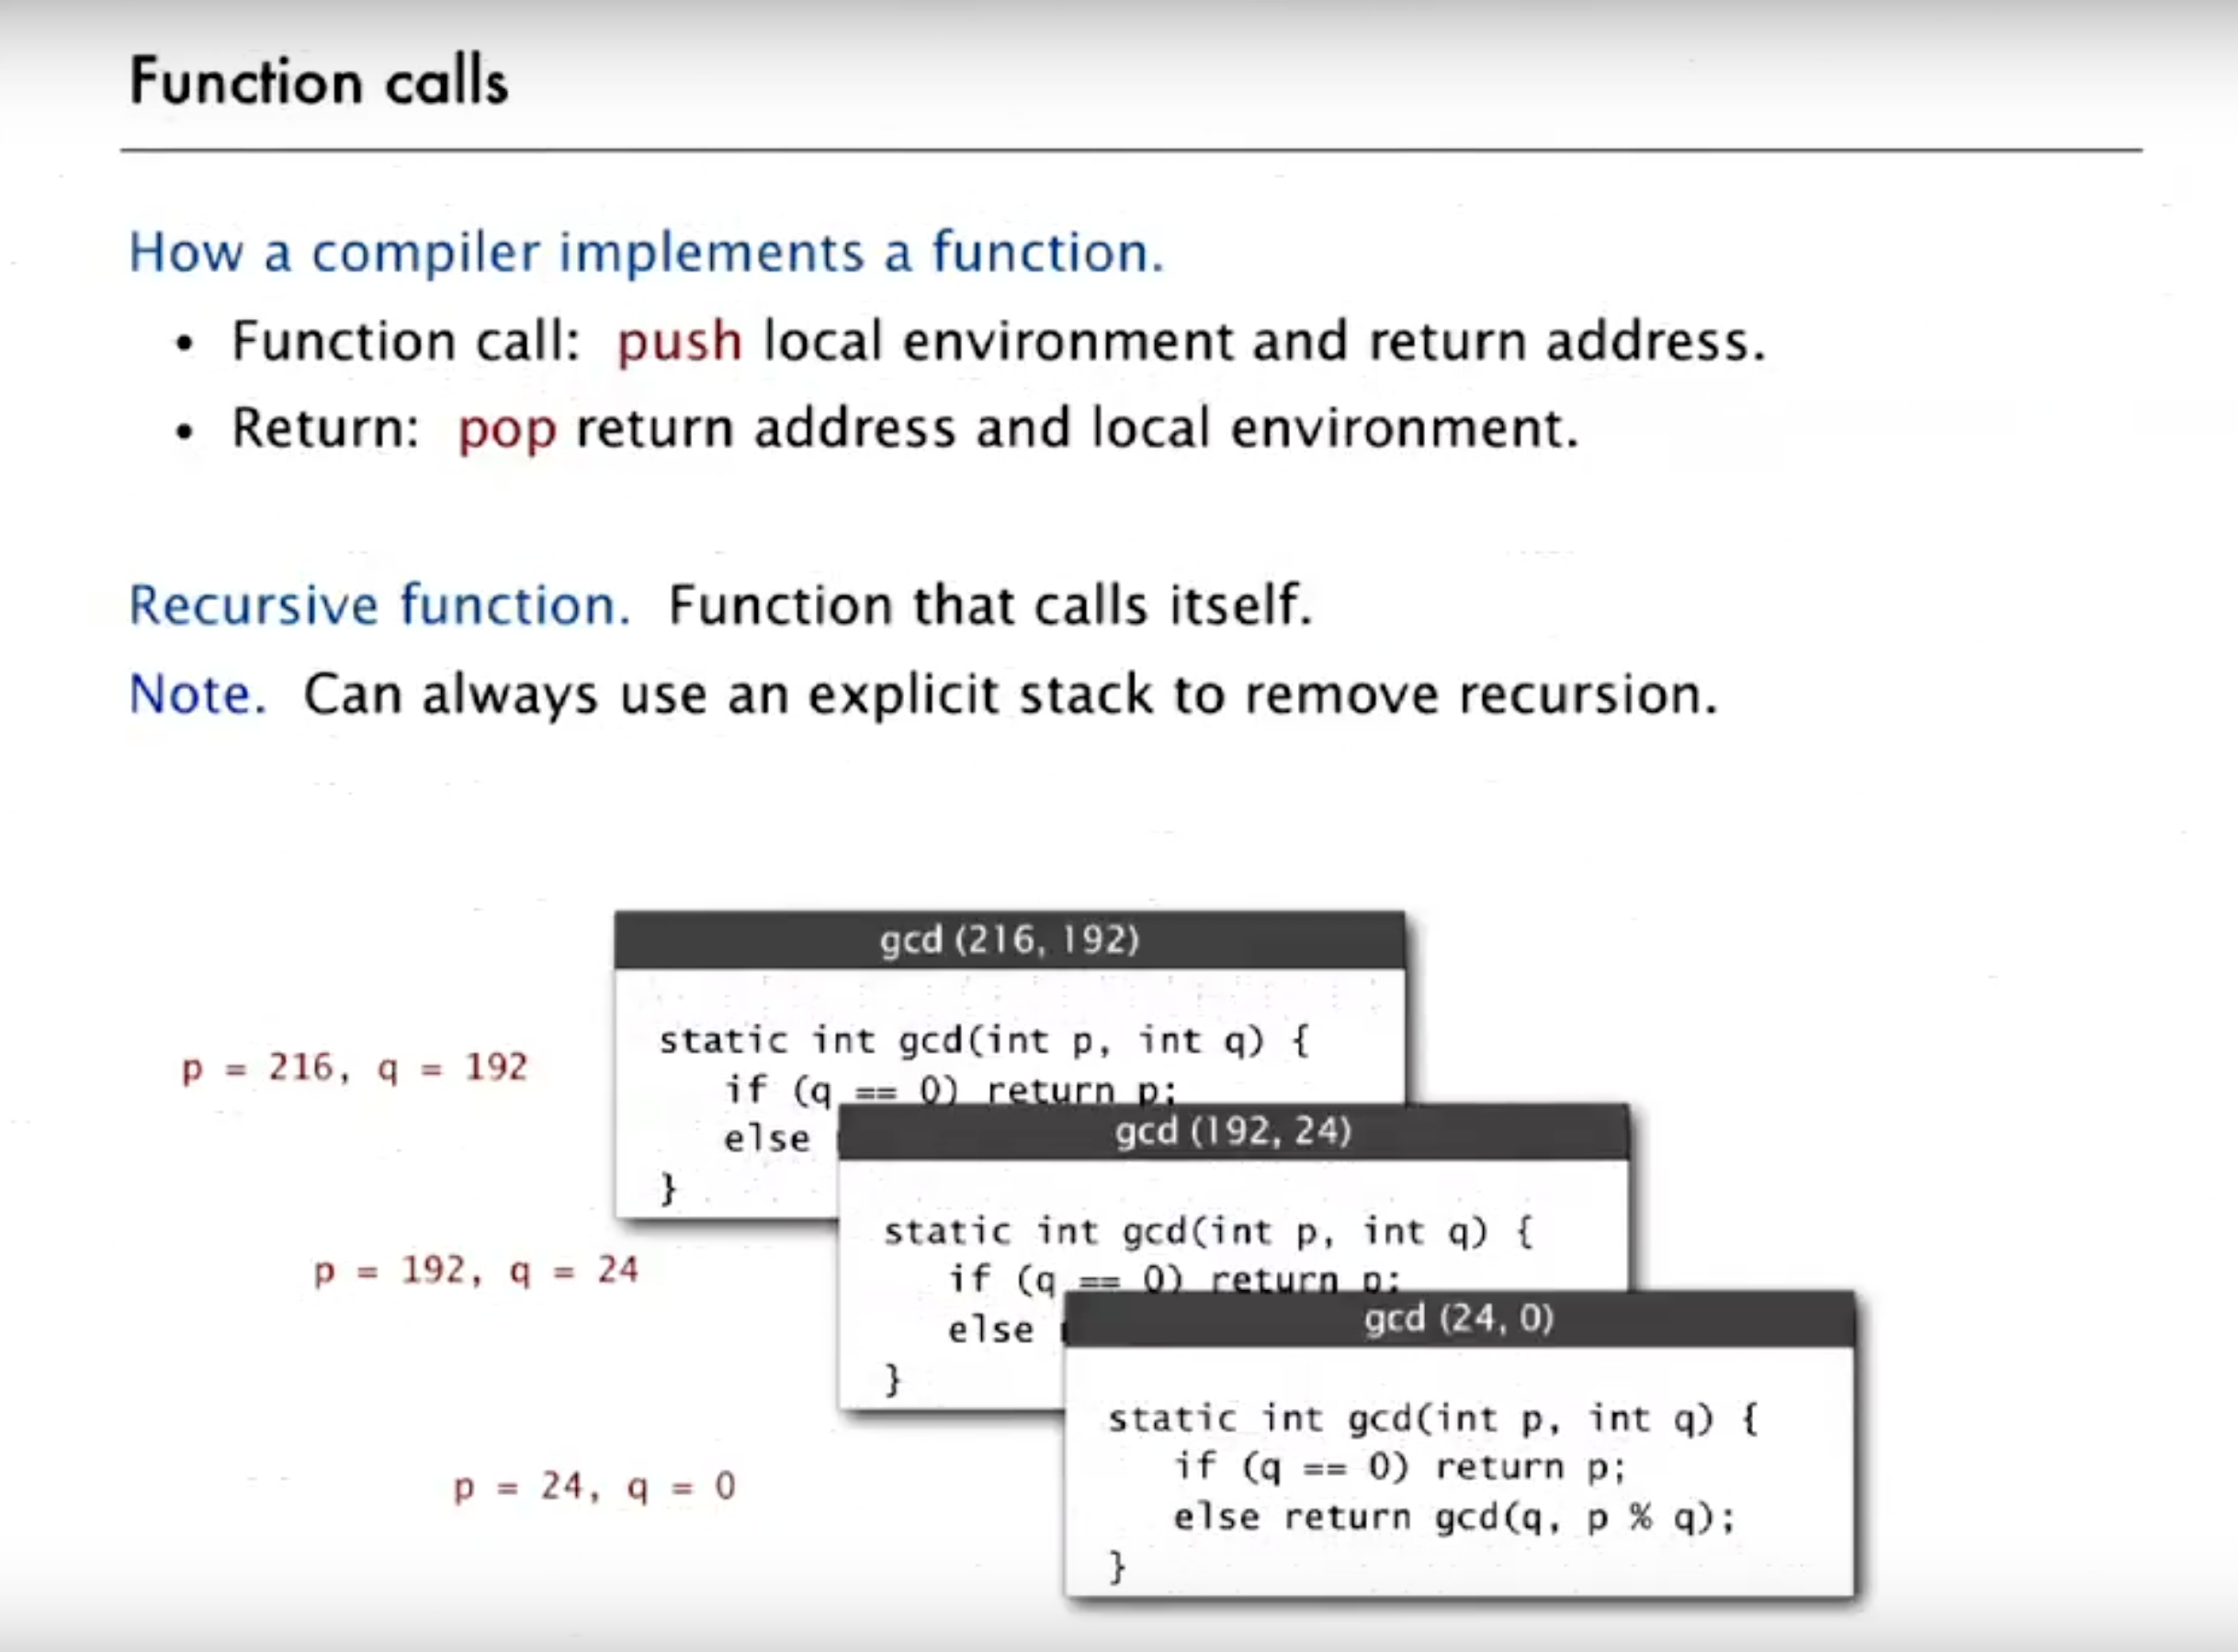 Function calls
How a compiler implements a function.
• Function call: push local environment and return address.
• Return: pop return address and local environment.
Recursive function. Function that calls itself.
Note. Can always use an explicit stack to remove recursion.
gcd (216, 192)
static int gcd(int p, int q) {
if (q == 0) return p;
else
}
p = 216, q = 192
gcd (192, 24)
static int gcd(int p, int q) {
if (q == 0) return p;
else
}
p = 192, q = 24
gcd (24, 0)
static int gcd(int p, int q) {
if (q == 0) return p;
else return gcd(q, p % q);
}
p = 24, q = 0